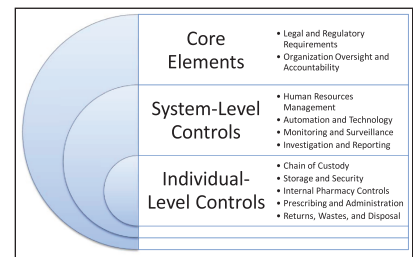 Core
Elements
• Legal and Regulatory
Requirements
• Organization Oversight and
Accountability
System-Level
Controls
• Human Resources
Management
• Automation and Technology
• Monitoring and Surveillance
• Investigation and Reporting
Individual-
Level Controls
• Chain of Custody
• Storage and Security
• Internal Pharmacy Controls
• Prescribing and Administration
• Returns, Wastes, and Disposal